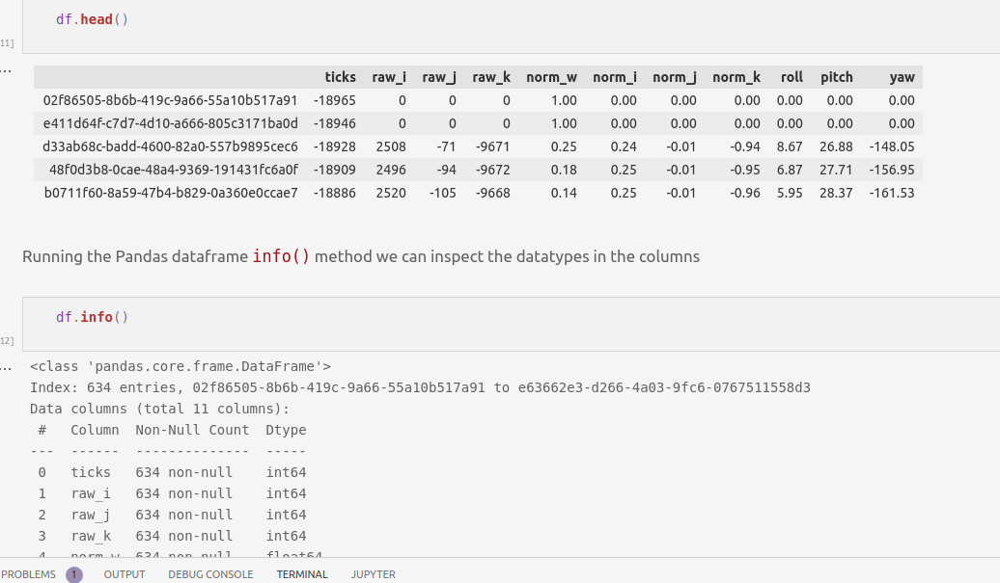 df.head()
11]
...
ticks raw_i raw_j raw_k norm_w norm_i norm_j norm_k roll pitch yaw
02f86505-8b6b-419c-9a66-55a10b517a91 -18965 0 0 0 1.00 0.00 0.00 0.00 0.00 0.00 0.00
e411d64f-c7d7-4d10-a666-805c3171ba0d -18946 0 0 0 1.00 0.00 0.00 0.00 0.00 0.00 0.00
d33ab68c-badd-4600-82a0-557b9895cec6 -18928 2508 -71 -9671 0.25 0.24 -0.01 -0.94 8.67 26.88 -148.05
48f0d3b8-0cae-48a4-9369-191431fc6a0f -18909 2496 -94 -9672 0.18 0.25 -0.01 -0.95 6.87 27.71 -156.95
b0711f60-8a59-47b4-b829-0a360e0ccae7 -18886 2520 -105 -9668 0.14 0.25 -0.01 -0.96 5.95 28.37 -161.53
Running the Pandas dataframe info() method we can inspect the datatypes in the columns
df.info()
12]
...
<class 'pandas.core.frame.DataFrame'>
Index: 634 entries, 02f86505-8b6b-419c-9a66-55a10b517a91 to e63662e3-d266-4a03-9fc6-0767511558d3
Data columns (total 11 columns):
# Column Non-Null Count Dtype
--- ------ -------------- -----
0 ticks 634 non-null int64
1 raw_i 634 non-null int64
2 raw_j 634 non-null int64
3 raw_k 634 non-null int64
4 norm_w 634 non-null float64
PROBLEMS 1 OUTPUT DEBUG CONSOLE TERMINAL JUPYTER